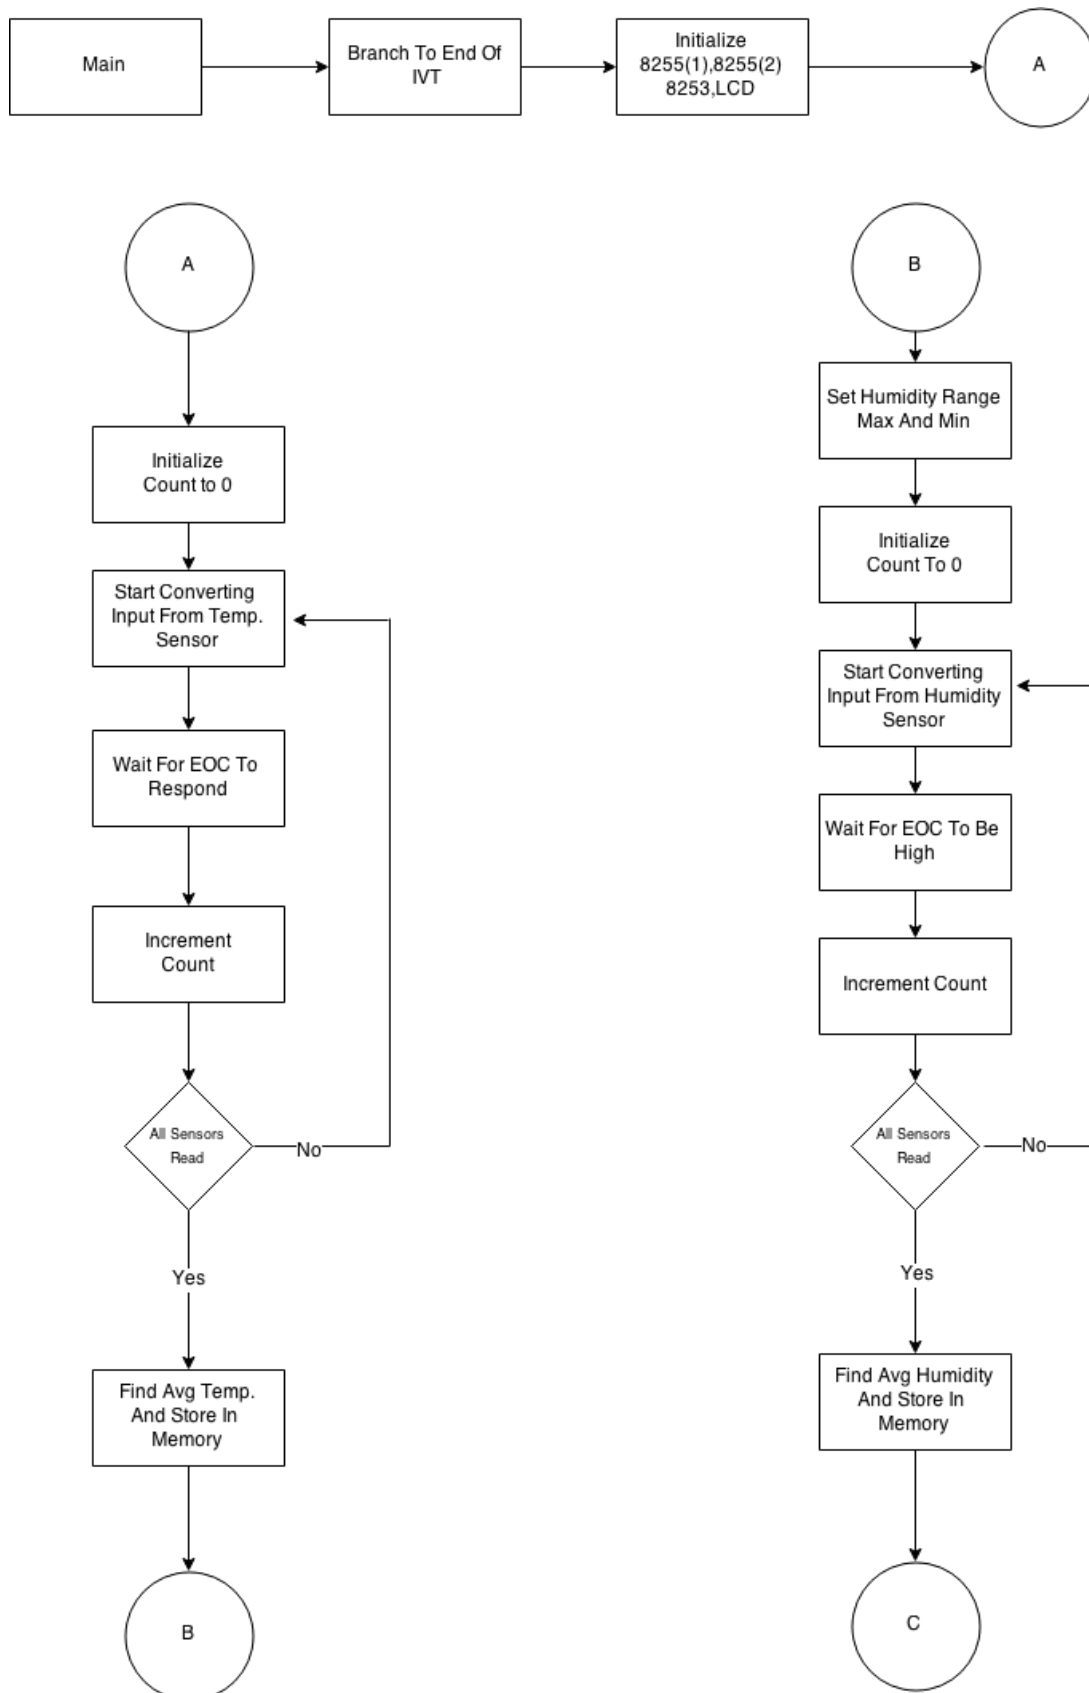 Main
Branch To End Of
IVT
Initialize
8255(1),8255(2)
8253,LCD
A
A
Initialize
Count to 0
Start Converting
Input From Temp.
Sensor
Wait For EOC To
Respond
Increment
Count
All Sensors
Read
No
Yes
Find Avg Temp.
And Store In
Memory
B
B
Set Humidity Range
Max And Min
Initialize
Count To 0
Start Converting
Input From Humidity
Sensor
Wait For EOC To Be
High
Increment Count
All Sensors
Read
No
Yes
Find Avg Humidity
And Store In
Memory
C